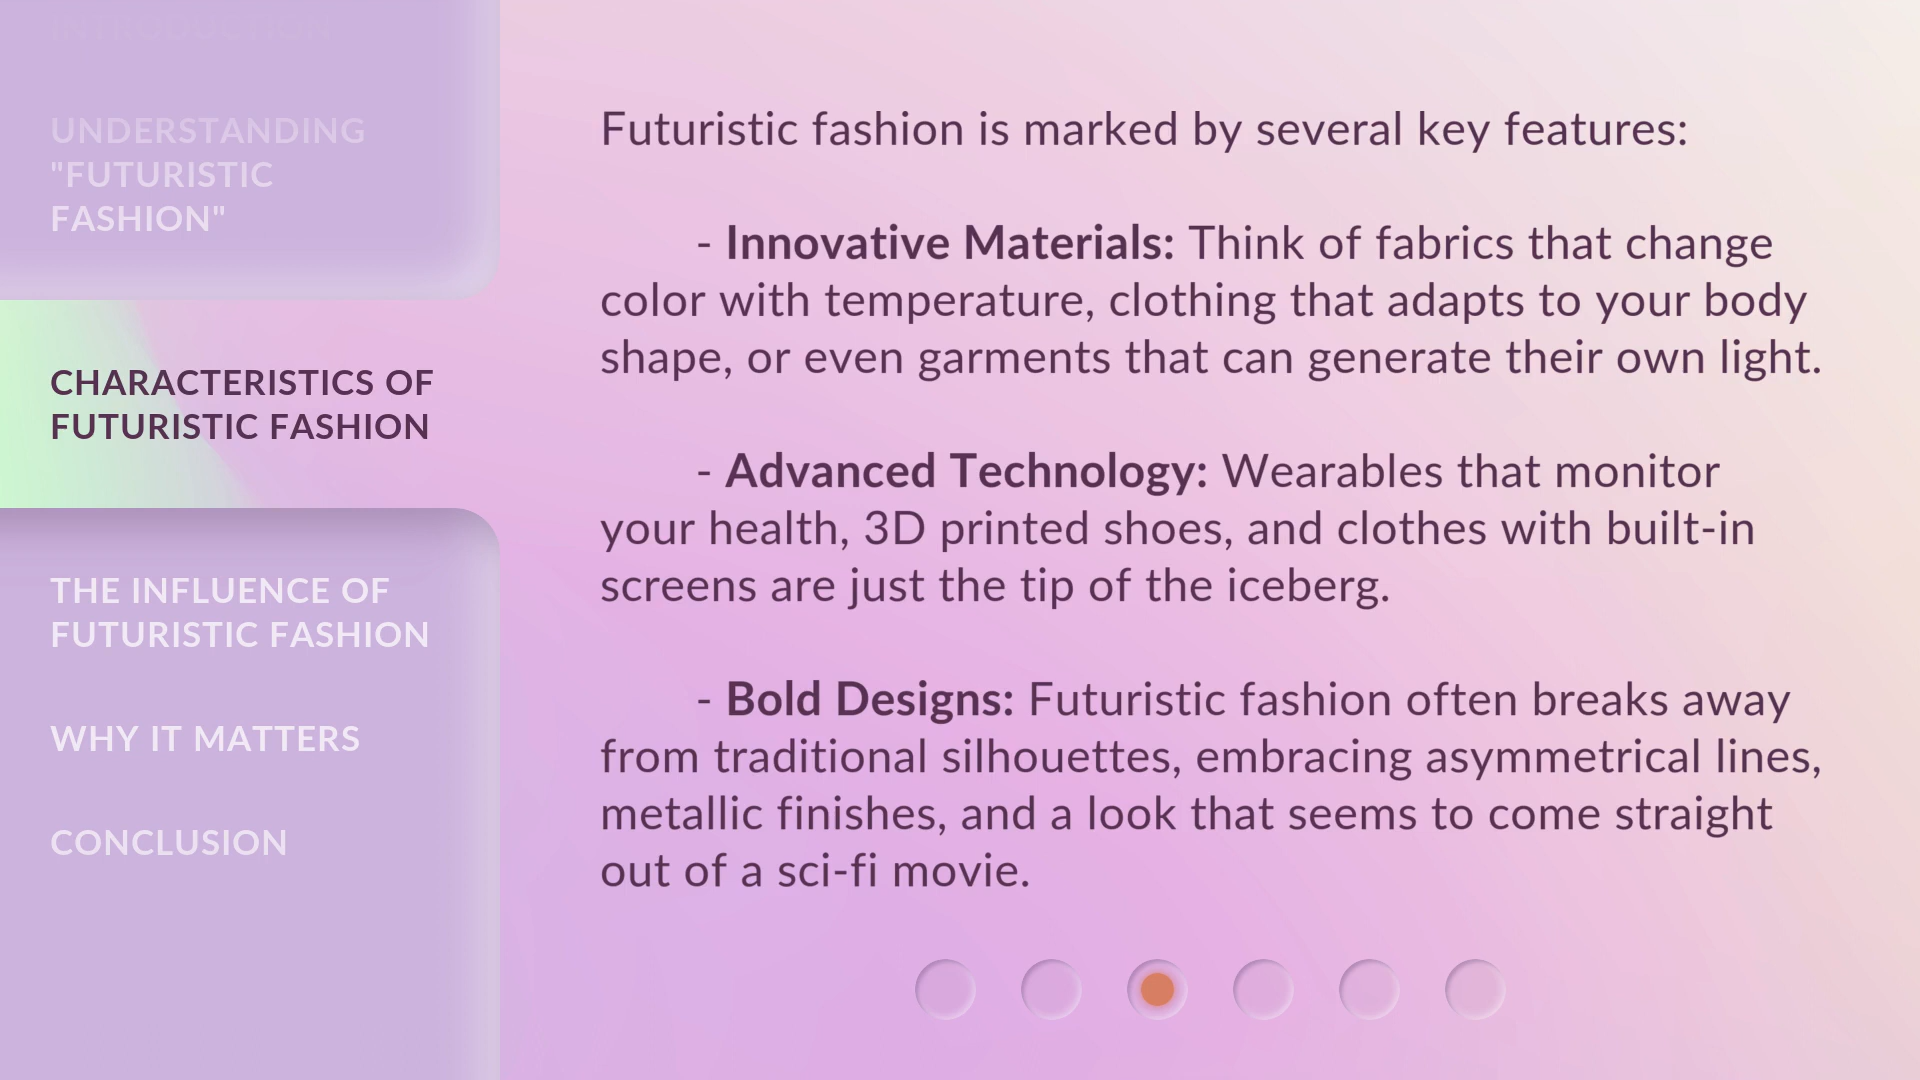 INTRODUCTION
UNDERSTANDING
"FUTURISTIC
FASHION"
CHARACTERISTICS OF
FUTURISTIC FASHION
THE INFLUENCE OF
FUTURISTIC FASHION
WHY IT MATTERS
CONCLUSION
Futuristic fashion is marked by several key features:
- Innovative Materials: Think of fabrics that change
color with temperature, clothing that adapts to your body
shape, or even garments that can generate their own light.
- Advanced Technology: Wearables that monitor
your health, 3D printed shoes, and clothes with built-in
screens are just the tip of the iceberg.
- Bold Designs: Futuristic fashion often breaks away
from traditional silhouettes, embracing asymmetrical lines,
metallic finishes, and a look that seems to come straight
out of a sci-fi movie.